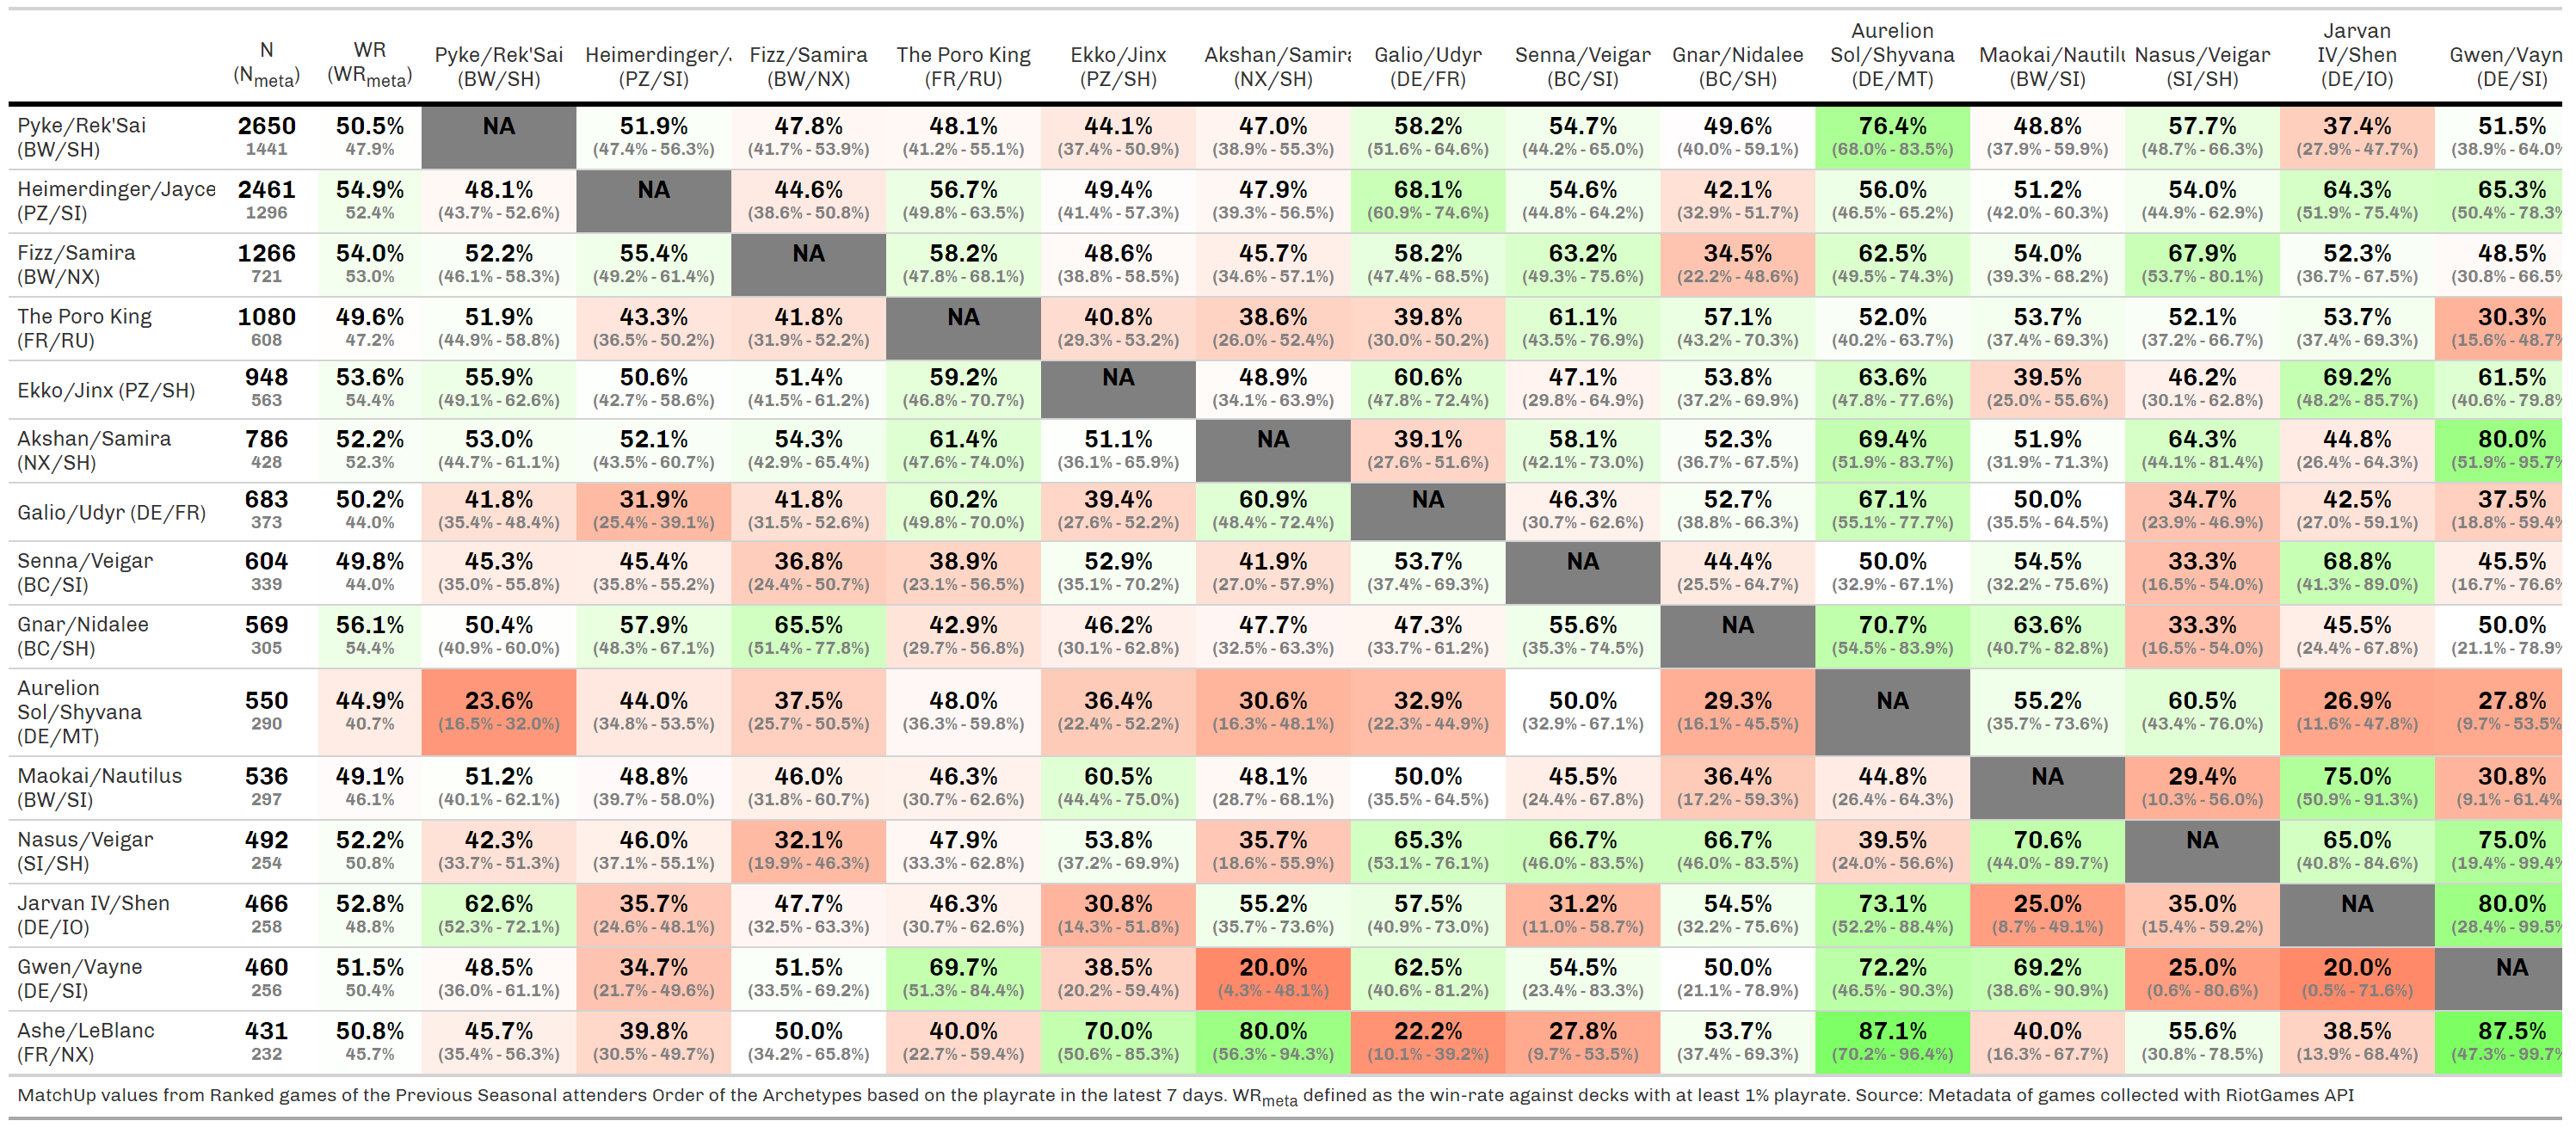 N (N_meta) WR (WR_meta) Pyke/Rek'Sai (BW/SH) Heimerdinger/J (PZ/SI) Fizz/Samira (BW/NX) The Poro King (FR/RU) Ekko/Jinx (PZ/SH) Akshan/Samira (NX/SH) Galio/Udyr (DE/FR) Senna/Veigar (BC/SI) Gnar/Nidalee (BC/SH) Aurelion Sol/Shyvana (DE/MT) Maokai/Nautilu (BW/SI) Nasus/Veigar (SI/SH) Jarvan IV/Shen (DE/IO) Gwen/Vayn (DE/SI)
Pyke/Rek'Sai 2650 50.5% NA 51.9% 47.8% 48.1% 44.1% 47.0% 58.2% 54.7% 49.6% 76.4% 48.8% 57.7% 37.4% 51.5%
(BW/SH) 1441 47.9% (47.4% - 56.3%) (41.7% - 53.9%) (41.2% - 55.1%) (37.4% - 50.9%) (38.9% - 55.3%) (51.6% - 64.6%) (44.2% - 65.0%) (40.0% - 59.1%) (68.0% - 83.5%) (37.9% - 59.9%) (48.7% - 66.3%) (27.9% - 47.7%) (38.9% - 64.0%
Heimerdinger/Jayce 2461 54.9% 48.1% NA 44.6% 56.7% 49.4% 47.9% 68.1% 54.6% 42.1% 56.0% 51.2% 54.0% 64.3% 65.3%
(PZ/SI) 1296 52.4% (43.7% - 52.6%) (38.6% - 50.8%) (49.8% - 63.5%) (41.4% - 57.3%) (39.3% - 56.5%) (60.9% - 74.6%) (44.8% - 64.2%) (32.9% - 51.7%) (46.5% - 65.2%) (42.0% - 60.3%) (44.9% - 62.9%) (51.9% - 75.4%) (50.4% - 78.3%
Fizz/Samira 1266 54.0% 52.2% 55.4% NA 58.2% 48.6% 45.7% 58.2% 63.2% 34.5% 62.5% 54.0% 67.9% 52.3% 48.5%
(BW/NX) 721 53.0% (46.1% - 58.3%) (49.2% - 61.4%) (47.8% - 68.1%) (38.8% - 58.5%) (34.6% - 57.1%) (47.4% - 68.5%) (49.3% - 75.6%) (22.2% - 48.6%) (49.5% - 74.3%) (39.3% - 68.2%) (53.7% - 80.1%) (36.7% - 67.5%) (30.8% - 66.5%
The Poro King 1080 49.6% 51.9% 43.3% 41.8% NA 40.8% 38.6% 39.8% 61.1% 57.1% 52.0% 53.7% 52.1% 53.7% 30.3%
(FR/RU) 608 47.2% (44.9% - 58.8%) (36.5% - 50.2%) (31.9% - 52.2%) (29.3% - 53.2%) (26.0% - 52.4%) (30.0% - 50.2%) (43.5% - 76.9%) (43.2% - 70.3%) (40.2% - 63.7%) (37.4% - 69.3%) (37.2% - 66.7%) (37.4% - 69.3%) (15.6% - 48.7%
Ekko/Jinx (PZ/SH) 948 53.6% 55.9% 50.6% 51.4% 59.2% NA 48.9% 60.6% 47.1% 53.8% 63.6% 39.5% 46.2% 69.2% 61.5%
563 54.4% (49.1% - 62.6%) (42.7% - 58.6%) (41.5% - 61.2%) (46.8% - 70.7%) (34.1% - 63.9%) (47.8% - 72.4%) (29.8% - 64.9%) (37.2% - 69.9%) (47.8% - 77.6%) (25.0% - 55.6%) (30.1% - 62.8%) (48.2% - 85.7%) (40.6% - 79.8%
Akshan/Samira 786 52.2% 53.0% 52.1% 54.3% 61.4% 51.1% NA 39.1% 58.1% 52.3% 69.4% 51.9% 64.3% 44.8% 80.0%
(NX/SH) 428 52.3% (44.7% - 61.1%) (43.5% - 60.7%) (42.9% - 65.4%) (47.6% - 74.0%) (36.1% - 65.9%) (27.6% - 51.6%) (42.1% - 73.0%) (36.7% - 67.5%) (51.9% - 83.7%) (31.9% - 71.3%) (44.1% - 81.4%) (26.4% - 64.3%) (51.9% - 95.7%
Galio/Udyr (DE/FR) 683 50.2% 41.8% 31.9% 41.8% 60.2% 39.4% 60.9% NA 46.3% 52.7% 67.1% 50.0% 34.7% 42.5% 37.5%
373 44.0% (35.4% - 48.4%) (25.4% - 39.1%) (31.5% - 52.6%) (49.8% - 70.0%) (27.6% - 52.2%) (48.4% - 72.4%) (30.7% - 62.6%) (38.8% - 66.3%) (55.1% - 77.7%) (35.5% - 64.5%) (23.9% - 46.9%) (27.0% - 59.1%) (18.8% - 59.4%
Senna/Veigar 604 49.8% 45.3% 45.4% 36.8% 38.9% 52.9% 41.9% 53.7% NA 44.4% 50.0% 54.5% 33.3% 68.8% 45.5%
(BC/SI) 339 44.0% (35.0% - 55.8%) (35.8% - 55.2%) (24.4% - 50.7%) (23.1% - 56.5%) (35.1% - 70.2%) (27.0% - 57.9%) (37.4% - 69.3%) (25.5% - 64.7%) (32.9% - 67.1%) (32.2% - 75.6%) (16.5% - 54.0%) (41.3% - 89.0%) (16.7% - 76.6%
Gnar/Nidalee 569 56.1% 50.4% 57.9% 65.5% 42.9% 46.2% 47.7% 47.3% 55.6% NA 70.7% 63.6% 33.3% 45.5% 50.0%
(BC/SH) 305 54.4% (40.9% - 60.0%) (48.3% - 67.1%) (51.4% - 77.8%) (29.7% - 56.8%) (30.1% - 62.8%) (32.5% - 63.3%) (33.7% - 61.2%) (35.3% - 74.5%) (54.5% - 83.9%) (40.7% - 82.8%) (16.5% - 54.0%) (24.4% - 67.8%) (21.1% - 78.9%
Aurelion Sol/Shyvana 550 44.9% 23.6% 44.0% 37.5% 48.0% 36.4% 30.6% 32.9% 50.0% 29.3% NA 55.2% 60.5% 26.9% 27.8%
(DE/MT) 290 40.7% (16.5% - 32.0%) (34.8% - 53.5%) (25.7% - 50.5%) (36.3% - 59.8%) (22.4% - 52.2%) (16.3% - 48.1%) (22.3% - 44.9%) (32.9% - 67.1%) (16.1% - 45.5%) (35.7% - 73.6%) (43.4% - 76.0%) (11.6% - 47.8%) (9.7% - 53.5%
Maokai/Nautilus 536 49.1% 51.2% 48.8% 46.0% 46.3% 60.5% 48.1% 50.0% 45.5% 36.4% 44.8% NA 29.4% 75.0% 30.8%
(BW/SI) 297 46.1% (40.1% - 62.1%) (39.7% - 58.0%) (31.8% - 60.7%) (30.7% - 62.6%) (44.4% - 75.0%) (28.7% - 68.1%) (35.5% - 64.5%) (24.4% - 67.8%) (17.2% - 59.3%) (26.4% - 64.3%) (10.3% - 56.0%) (50.9% - 91.3%) (9.1% - 61.4%
Nasus/Veigar 492 52.2% 42.3% 46.0% 32.1% 47.9% 53.8% 35.7% 65.3% 66.7% 66.7% 39.5% 70.6% NA 65.0% 75.0%
(SI/SH) 254 50.8% (33.7% - 51.3%) (37.1% - 55.1%) (19.9% - 46.3%) (33.3% - 62.8%) (37.2% - 69.9%) (18.6% - 55.9%) (53.1% - 76.1%) (46.0% - 83.5%) (46.0% - 83.5%) (24.0% - 56.6%) (44.0% - 89.7%) (40.8% - 84.6%) (19.4% - 99.4%
Jarvan IV/Shen 466 52.8% 62.6% 35.7% 47.7% 46.3% 30.8% 55.2% 57.5% 31.2% 54.5% 73.1% 25.0% 35.0% NA 80.0%
(DE/IO) 258 48.8% (52.3% - 72.1%) (24.6% - 48.1%) (32.5% - 63.3%) (30.7% - 62.6%) (14.3% - 51.8%) (35.7% - 73.6%) (40.9% - 73.0%) (11.0% - 58.7%) (32.2% - 75.6%) (52.2% - 88.4%) (8.7% - 49.1%) (15.4% - 59.2%) (28.4% - 99.5%
Gwen/Vayne 460 51.5% 48.5% 34.7% 51.5% 69.7% 38.5% 20.0% 62.5% 54.5% 50.0% 72.2% 69.2% 25.0% 20.0% NA
(DE/SI) 256 50.4% (36.0% - 61.1%) (21.7% - 49.6%) (33.5% - 69.2%) (51.3% - 84.4%) (20.2% - 59.4%) (4.3% - 48.1%) (40.6% - 81.2%) (23.4% - 83.3%) (21.1% - 78.9%) (46.5% - 90.3%) (38.6% - 90.9%) (0.6% - 80.6%) (0.5% - 71.6%)
Ashe/LeBlanc 431 50.8% 45.7% 39.8% 50.0% 40.0% 70.0% 80.0% 22.2% 27.8% 53.7% 87.1% 40.0% 55.6% 38.5% 87.5%
(FR/NX) 232 45.7% (35.4% - 56.3%) (30.5% - 49.7%) (34.2% - 65.8%) (22.7% - 59.4%) (50.6% - 85.3%) (56.3% - 94.3%) (10.1% - 39.2%) (9.7% - 53.5%) (37.4% - 69.3%) (70.2% - 96.4%) (16.3% - 67.7%) (30.8% - 78.5%) (13.9% - 68.4%) (47.3% - 99.7%
MatchUp values from Ranked games of the Previous Seasonal attenders Order of the Archetypes based on the playrate in the latest 7 days. WR_meta defined as the win-rate against decks with at least 1% playrate. Source: Metadata of games collected with RiotGames API